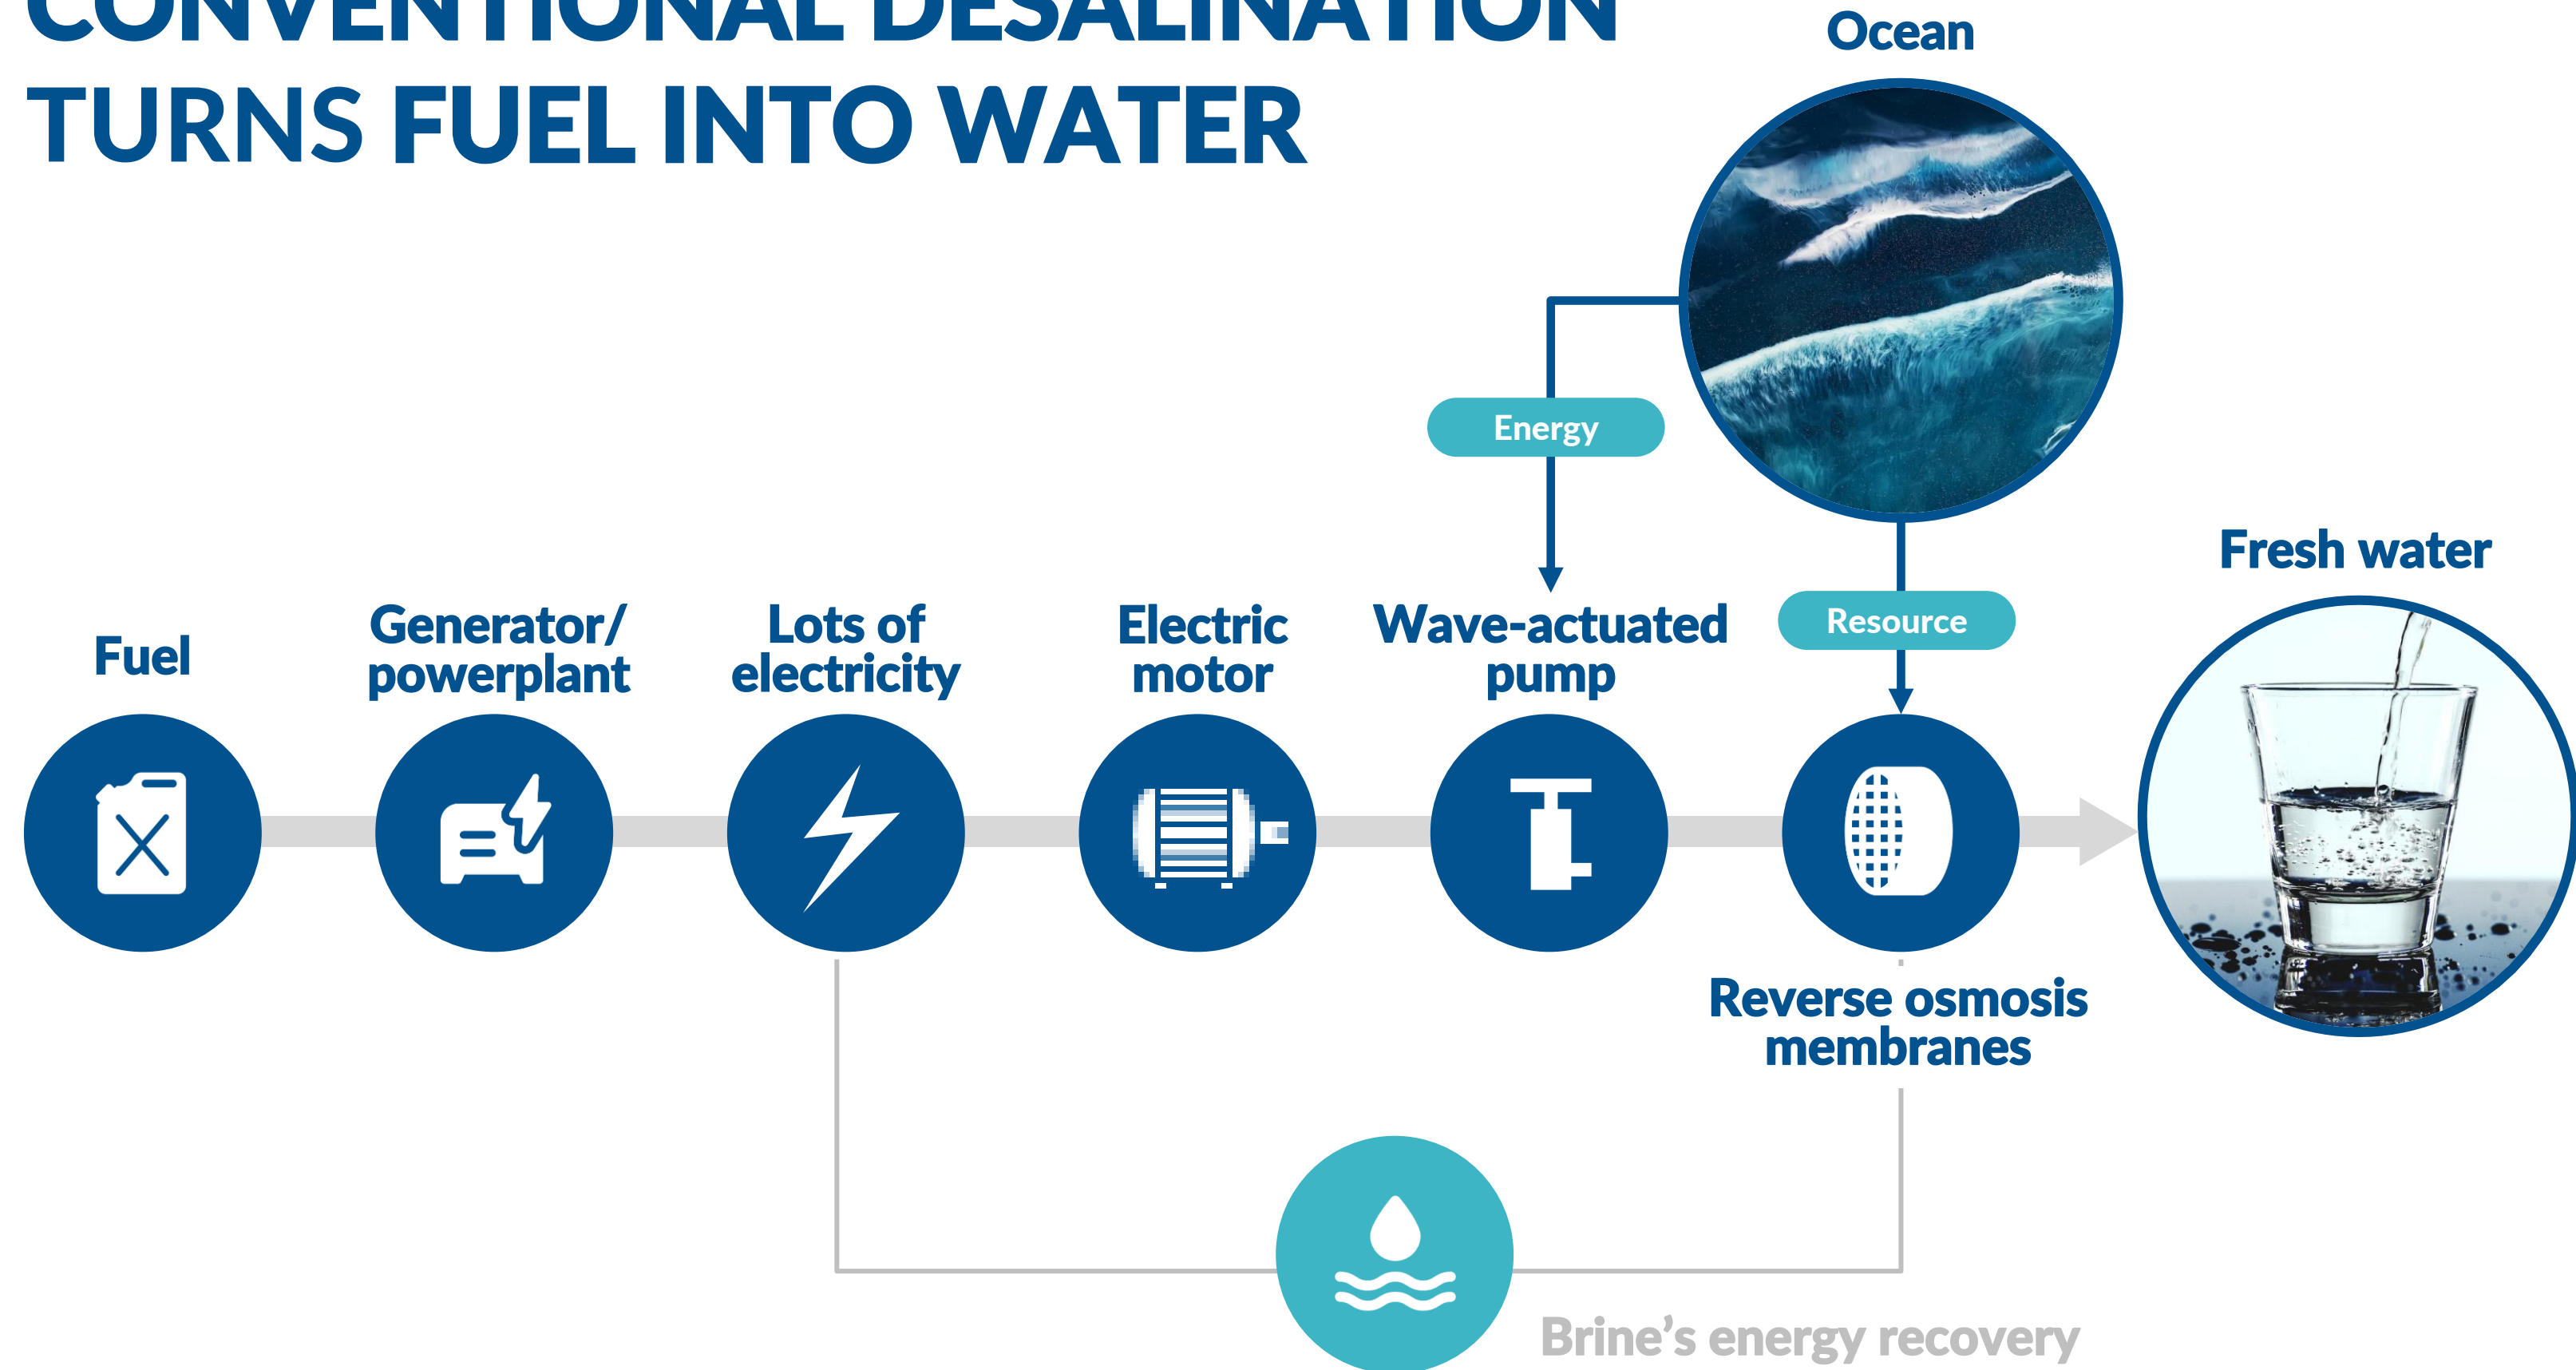 CONVENTIONAL DESALINATION
TURNS FUEL INTO WATER
Ocean
Energy
Resource
Fresh water
Fuel
Generator/
powerplant
Lots of
electricity
Electric
motor
Wave-actuated
pump
Reverse osmosis
membranes
Brine’s energy recovery